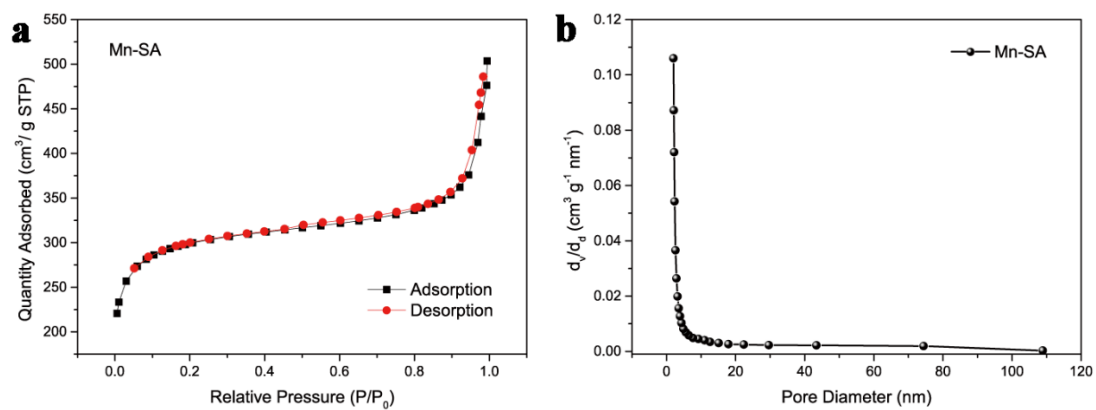 a
Mn-SA
Quantity Adsorbed (cm³/ g STP)
550
500
450
400
350
300
250
200
Adsorption
Desorption
0.0 0.2 0.4 0.6 0.8 1.0
Relative Pressure (P/P₀)
b
Mn-SA
dᵥ/d_d (cm³ g⁻¹ nm⁻¹)
0.12
0.10
0.08
0.06
0.04
0.02
0.00
0 20 40 60 80 100 120
Pore Diameter (nm)